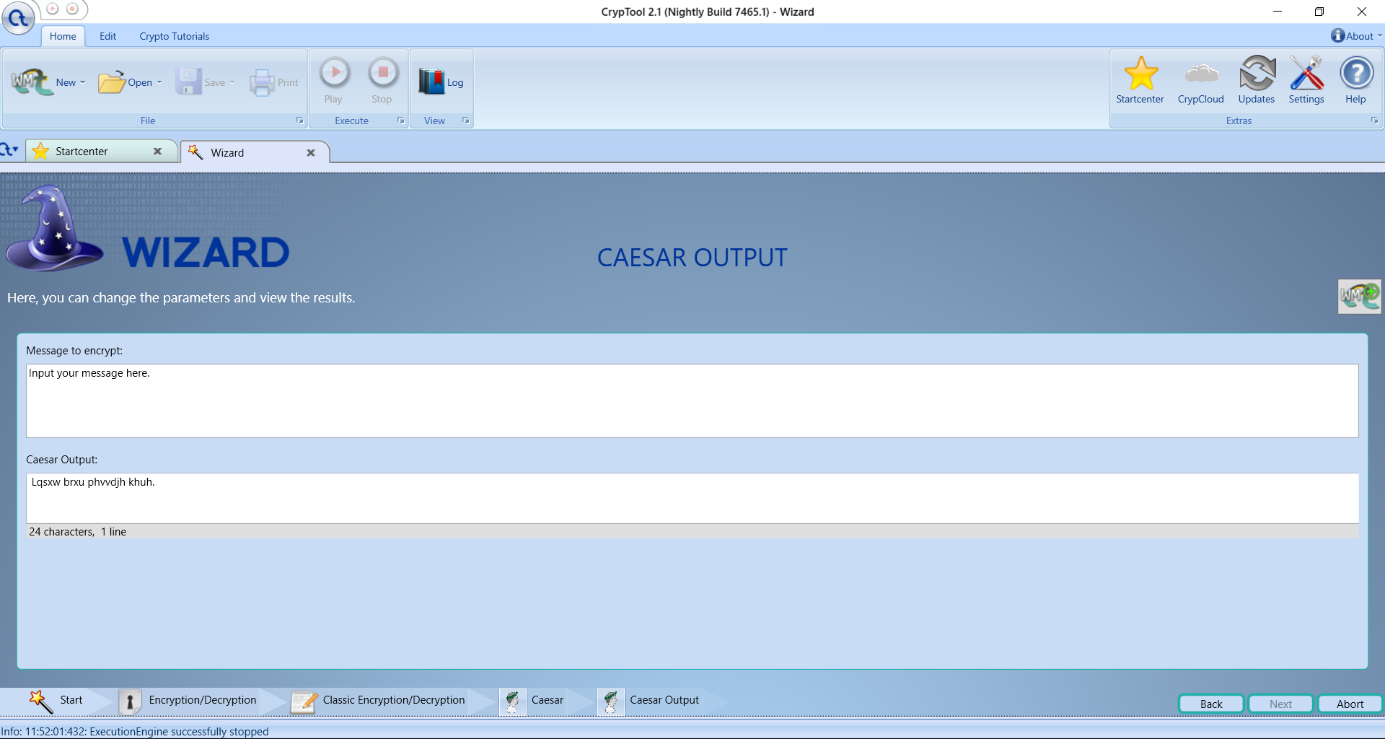 CrypTool 2.1 (Nightly Build 7465.1) - Wizard
Home Edit Crypto Tutorials About
New Open Save Print Play Stop Log Startcenter CrypCloud Updates Settings Help
File Execute View Extras
Startcenter Wizard
WIZARD
CAESAR OUTPUT
Here, you can change the parameters and view the results.
Message to encrypt:
Input your message here.
Caesar Output:
Lqsxw brxu phvvdjh khuh.
24 characters, 1 line
Start Encryption/Decryption Classic Encryption/Decryption Caesar Caesar Output Back Next Abort
Info: 11:52:01:432: ExecutionEngine successfully stopped